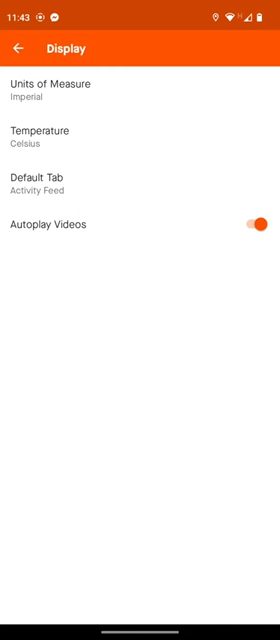 11:43
Display
Units of Measure
Imperial
Temperature
Celsius
Default Tab
Activity Feed
Autoplay Videos